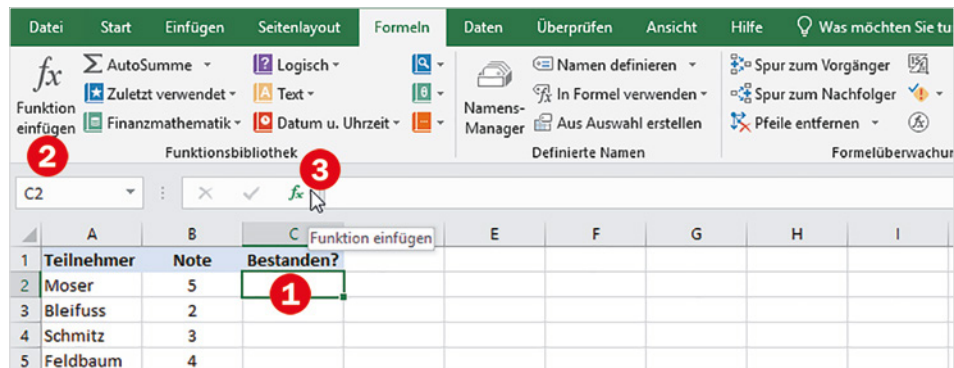 Datei Start Einfügen Seitenlayout Formeln Daten Überprüfen Ansicht Hilfe Was möchten Sie tu
fx Funktion einfügen
AutoSumme
Zuletzt verwendet
Finanzmathematik
Logisch
Text
Datum u. Uhrzeit
θ
Namens-
Manager
Namen definieren
fx In Formel verwenden
Aus Auswahl erstellen
Spur zum Vorgänger
Spur zum Nachfolger
Pfeile entfernen
fx
2
Funktionsbibliothek Definierte Namen Formelüberwachun
3
C2 fx
Funktion einfügen
A B C E F G H I
1 Teilnehmer Note Bestanden?
2 Moser 5
1
3 Bleifuss 2
4 Schmitz 3
5 Feldbaum 4